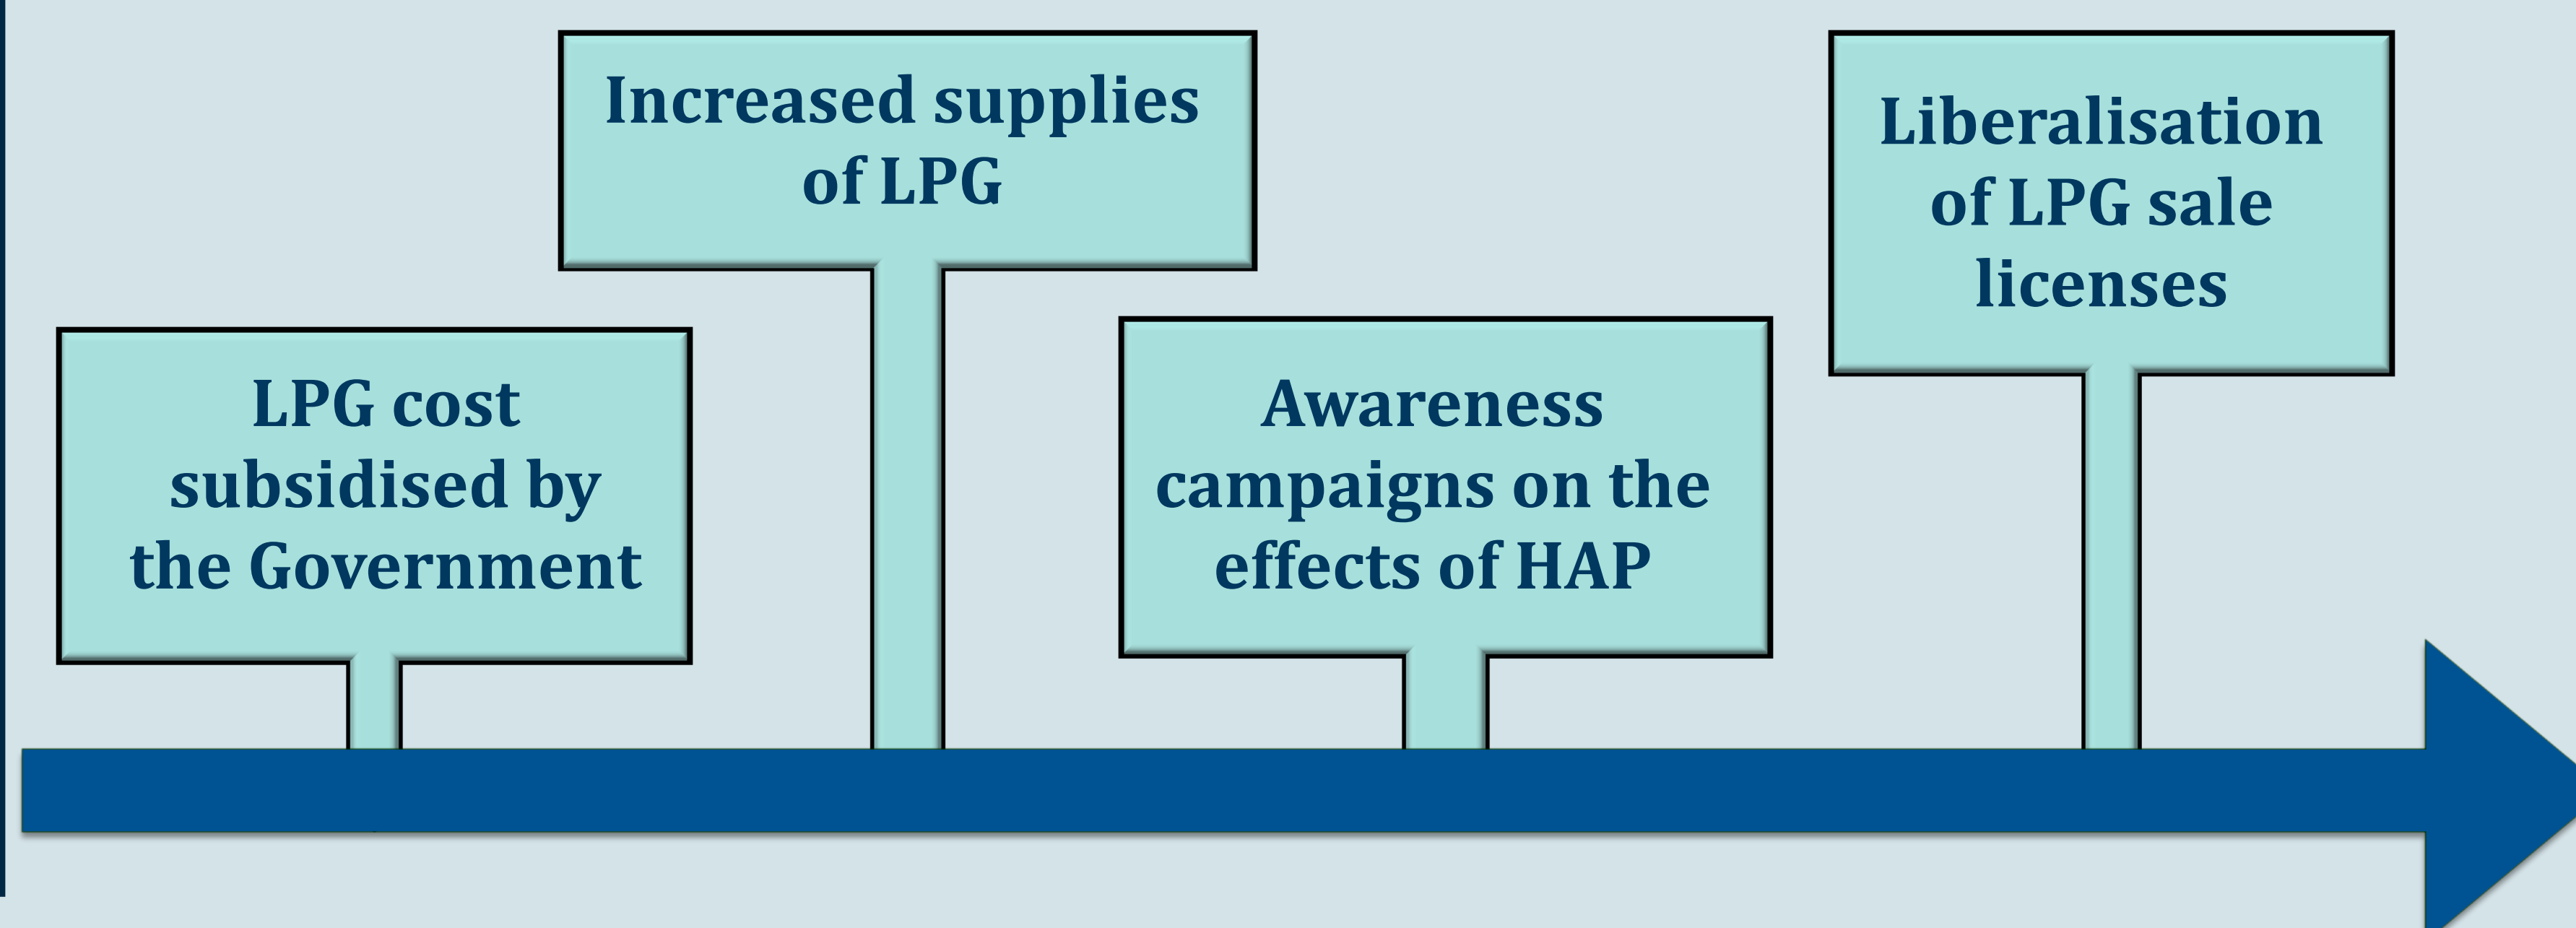 LPG cost
subsidised by
the Government
Increased supplies
of LPG
Awareness
campaigns on the
effects of HAP
Liberalisation
of LPG sale
licenses